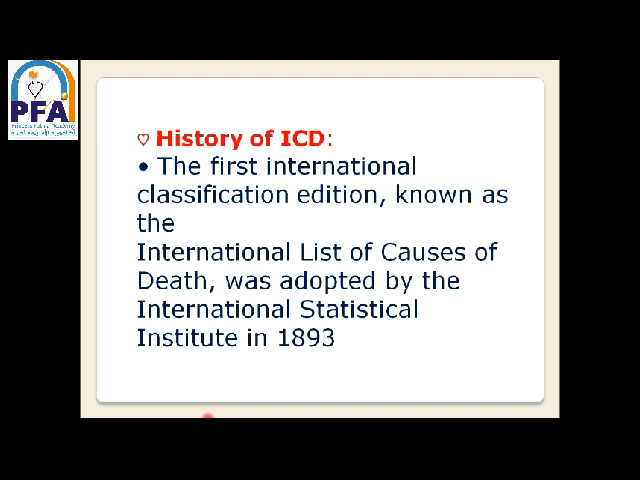 PFA
♡ History of ICD:
• The first international
classification edition, known as
the
International List of Causes of
Death, was adopted by the
International Statistical
Institute in 1893